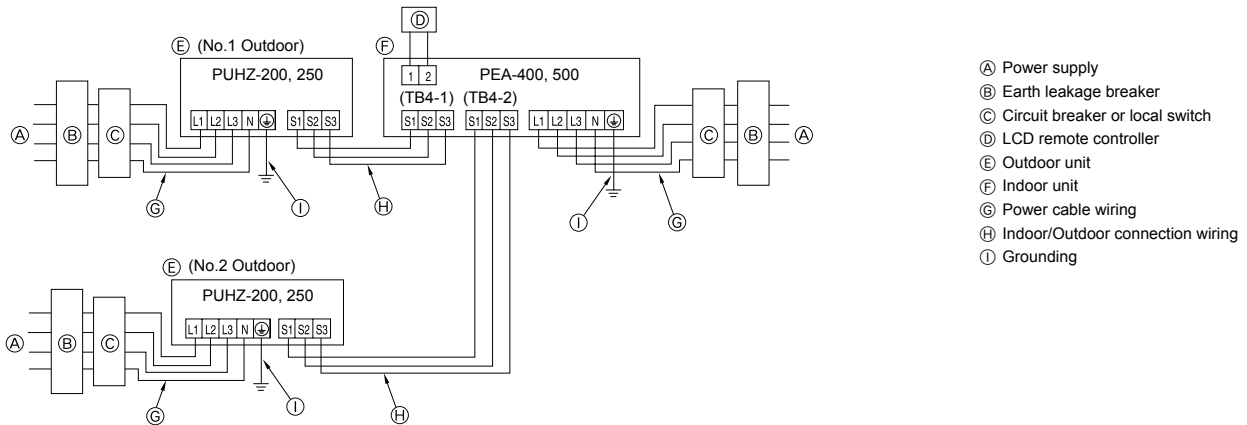 Ⓓ
Ⓔ (No.1 Outdoor)
Ⓕ
PUHZ-200, 250
1 2
PEA-400, 500
(TB4-1) (TB4-2)
L1 L2 L3 N ⏚ S1 S2 S3
S1 S2 S3 S1 S2 S3 L1 L2 L3 N ⏚
Ⓐ Ⓑ Ⓒ
Ⓒ Ⓑ Ⓐ
Ⓖ Ⓘ Ⓗ Ⓘ Ⓖ
Ⓔ (No.2 Outdoor)
PUHZ-200, 250
L1 L2 L3 N ⏚ S1 S2 S3
Ⓐ Ⓑ Ⓒ
Ⓖ Ⓘ Ⓗ
Ⓐ Power supply
Ⓑ Earth leakage breaker
Ⓒ Circuit breaker or local switch
Ⓓ LCD remote controller
Ⓔ Outdoor unit
Ⓕ Indoor unit
Ⓖ Power cable wiring
Ⓗ Indoor/Outdoor connection wiring
Ⓘ Grounding